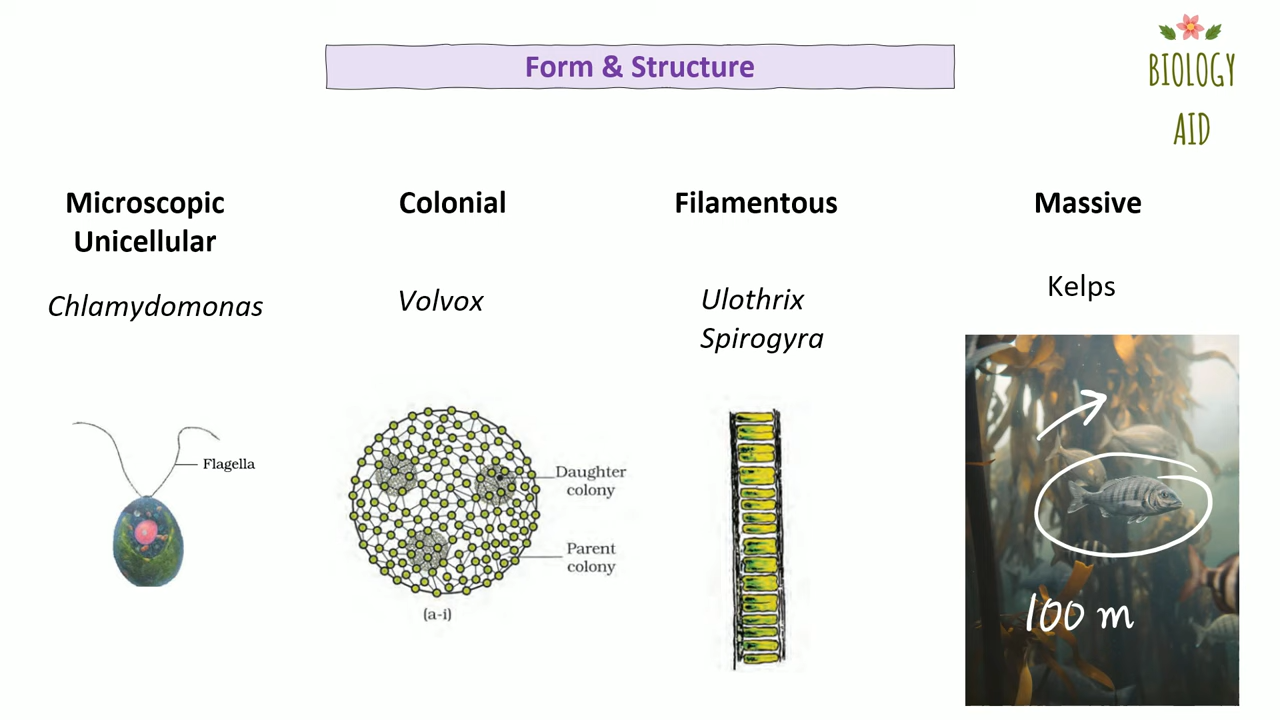 Form & Structure
BIOLOGY
AID
Microscopic
Unicellular
Chlamydomonas
Flagella
Colonial
Volvox
Daughter
colony
Parent
colony
(a-i)
Filamentous
Ulothrix
Spirogyra
Massive
Kelps
100 m